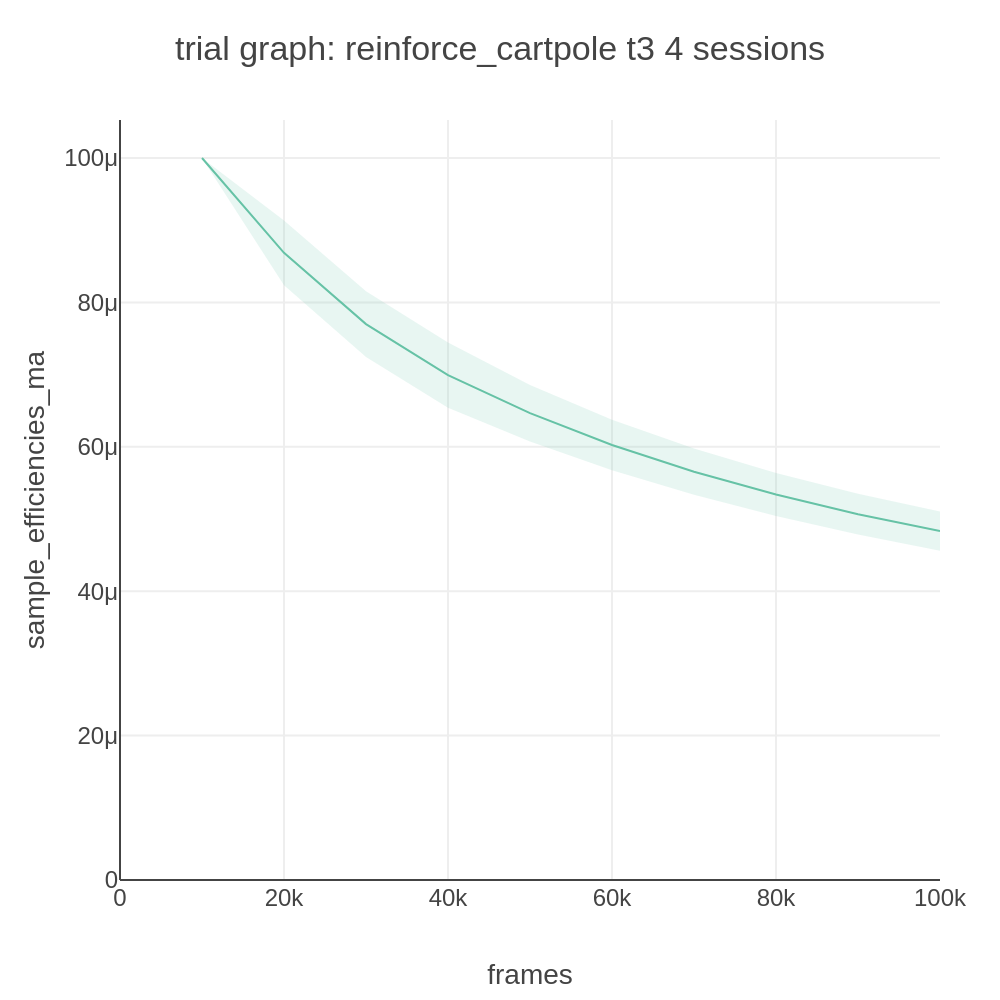 trial graph: reinforce_cartpole t3 4 sessions
100μ
80μ
60μ
40μ
20μ
0
sample_efficiencies_ma
0 20k 40k 60k 80k 100k
frames